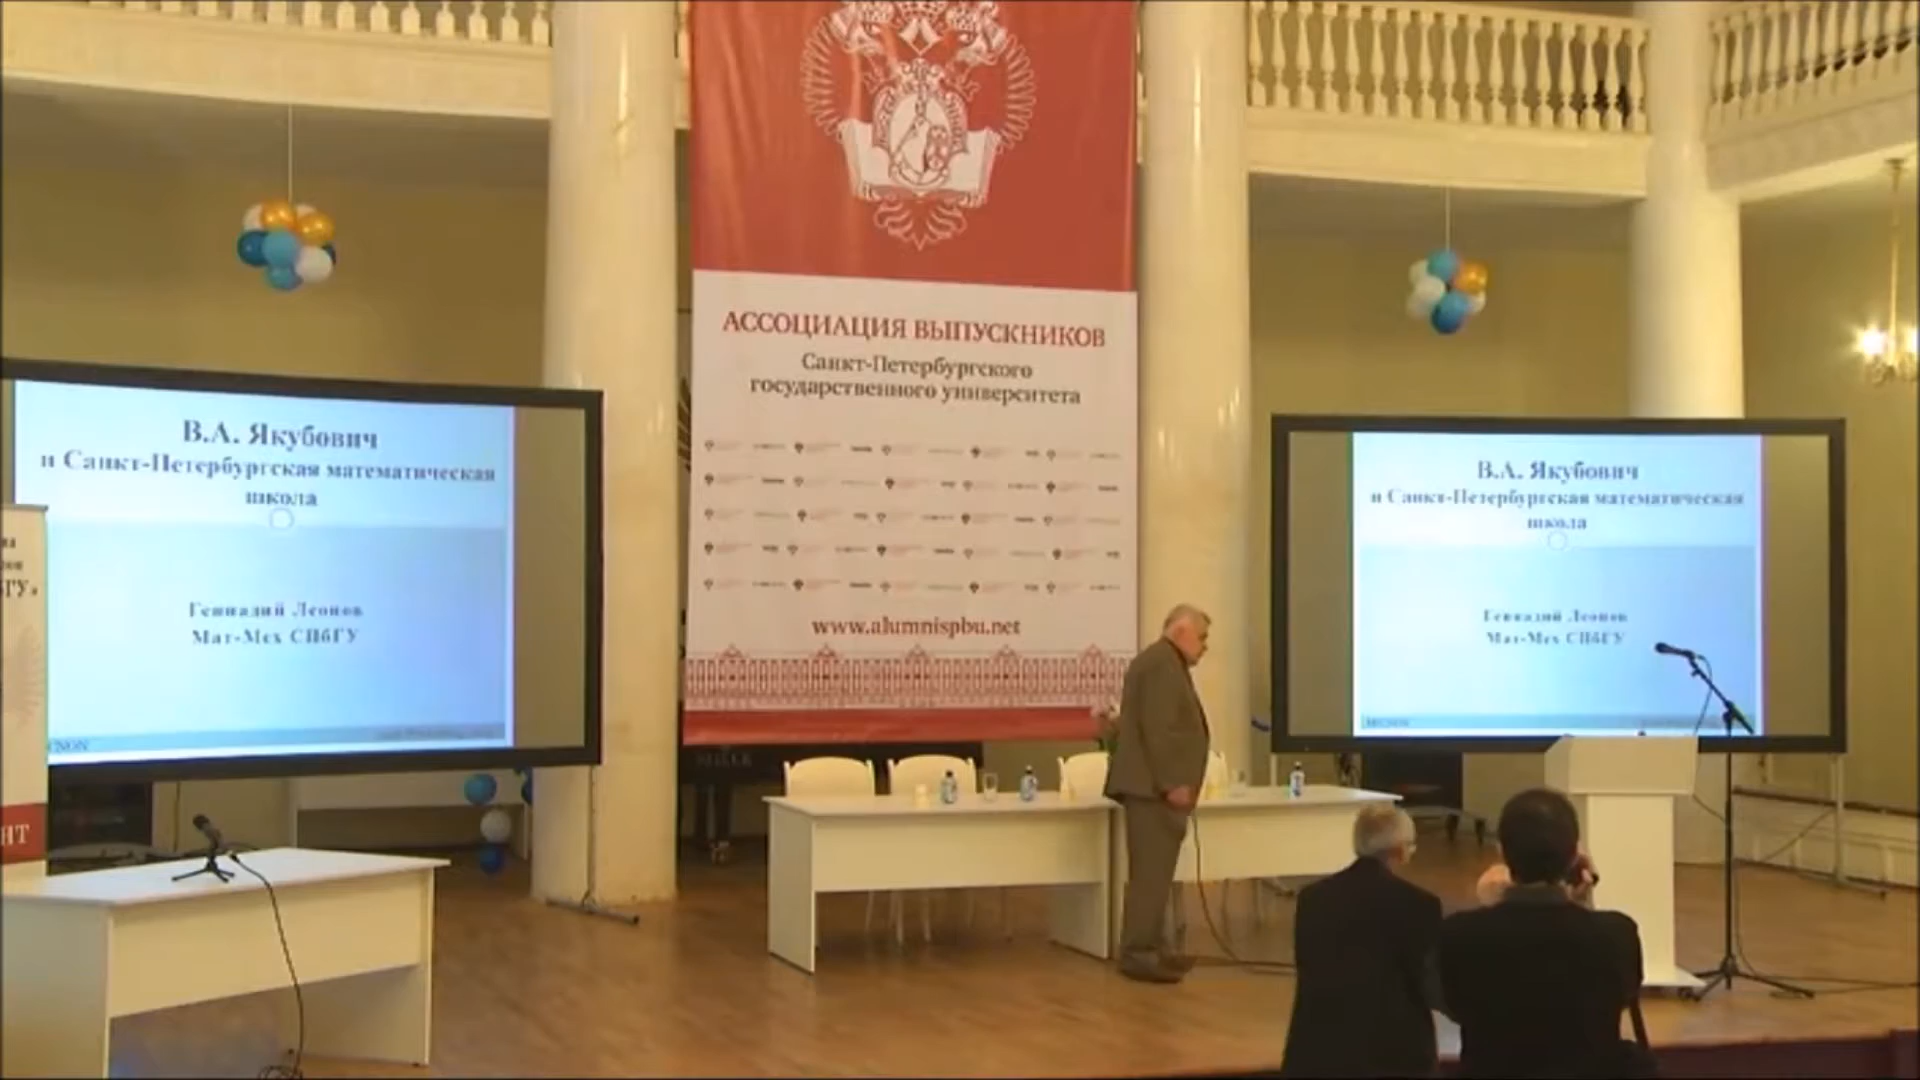 АССОЦИАЦИЯ ВЫПУСКНИКОВ
Санкт-Петербургского
государственного университета
www.alumnispbu.net
В.А. Якубович
и Санкт-Петербургская математическая
школа
Геннадий Леонов
Мат-Мех СПбГУ
В.А. Якубович
и Санкт-Петербургская математическая
школа
Геннадий Леонов
Мат-Мех СПбГУ
НТ